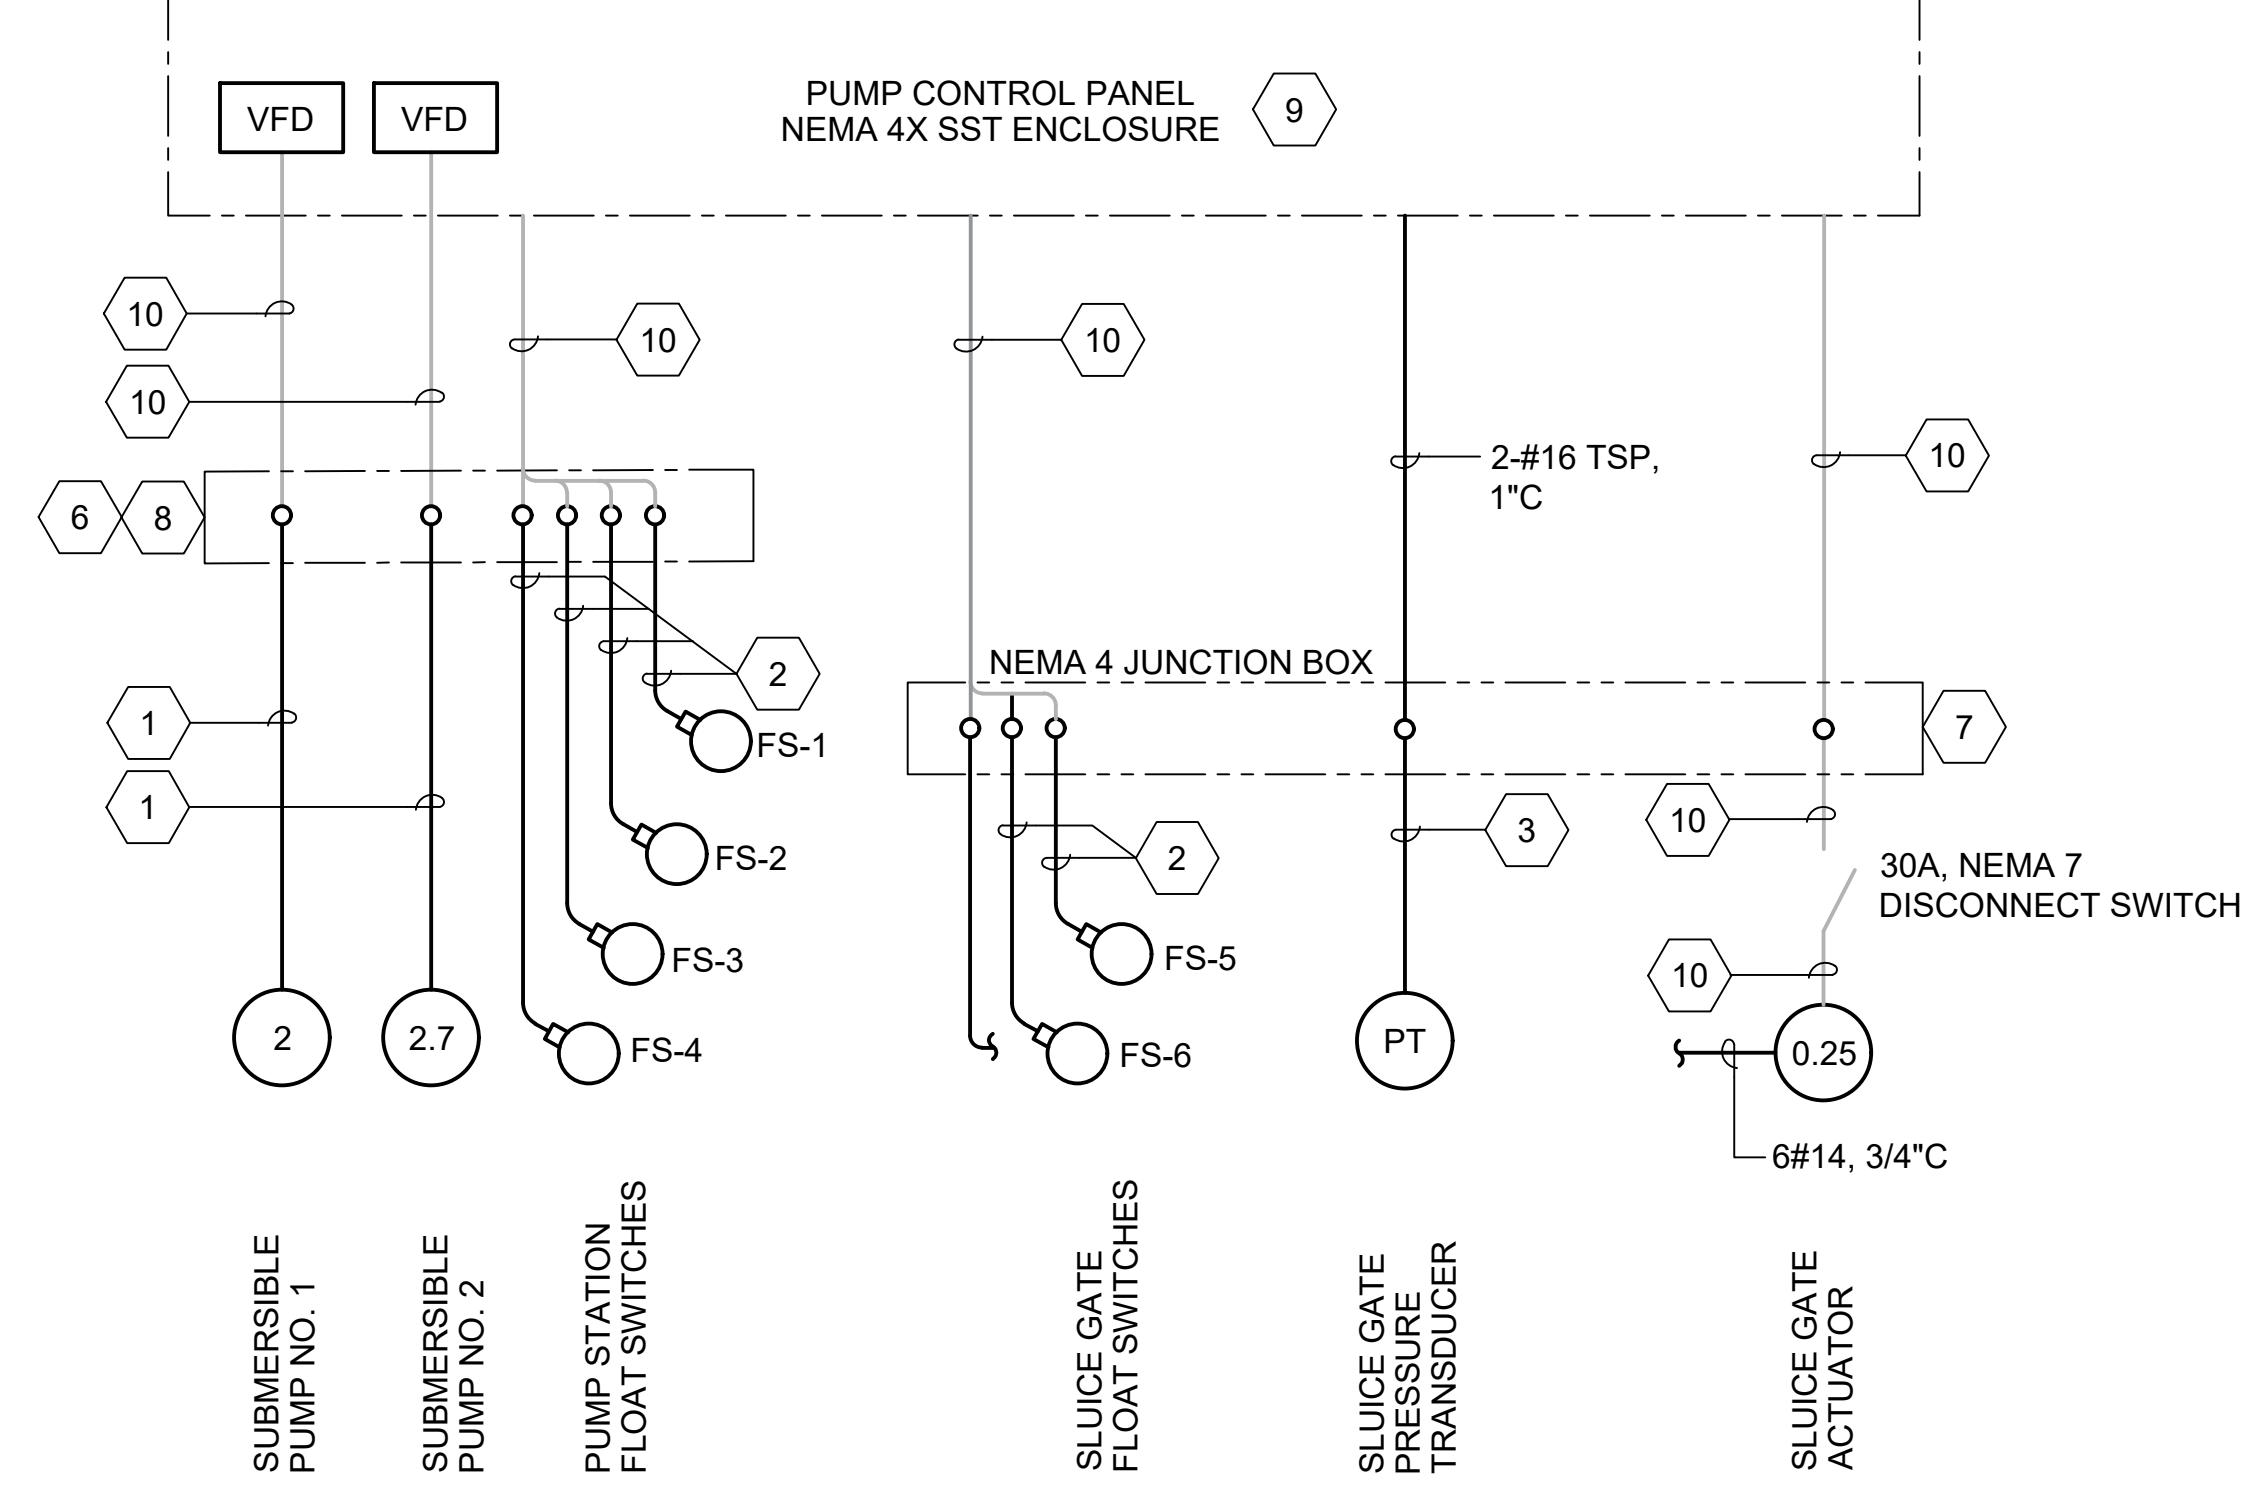 VFD
VFD
PUMP CONTROL PANEL
NEMA 4X SST ENCLOSURE
9
10
10
10
10
10
2-#16 TSP,
1"C
6
8
2
NEMA 4 JUNCTION BOX
1
1
7
FS-1
FS-2
FS-3
FS-4
2
FS-5
FS-6
3
10
30A, NEMA 7
DISCONNECT SWITCH
10
2
2.7
PT
0.25
6#14, 3/4"C
SUBMERSIBLE
PUMP NO. 1
SUBMERSIBLE
PUMP NO. 2
PUMP STATION
FLOAT SWITCHES
SLUICE GATE
FLOAT SWITCHES
SLUICE GATE
PRESSURE
TRANSDUCER
SLUICE GATE
ACTUATOR